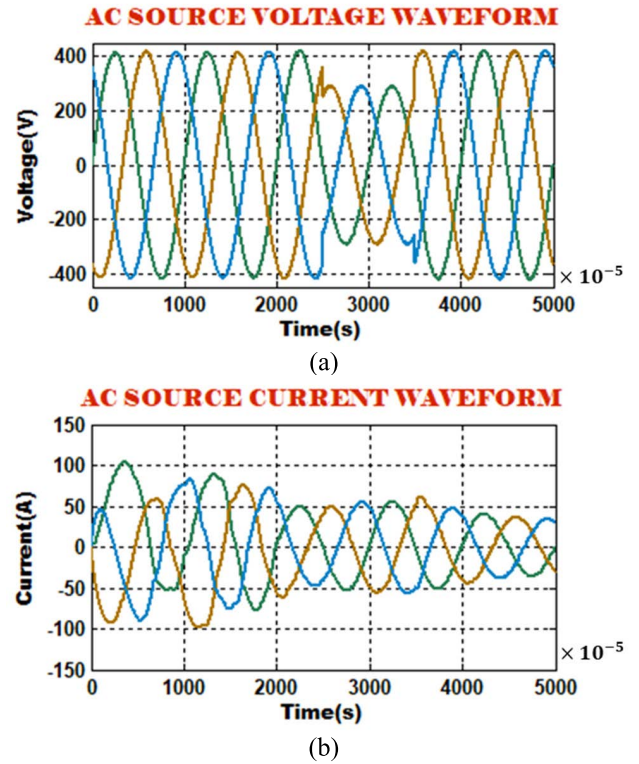 AC SOURCE VOLTAGE WAVEFORM
400
200
0
-200
-400
Voltage(V)
0 1000 2000 3000 4000 5000
× 10⁻⁵
Time(s)
(a)
AC SOURCE CURRENT WAVEFORM
150
100
50
0
-50
-100
-150
Current(A)
0 1000 2000 3000 4000 5000
× 10⁻⁵
Time(s)
(b)